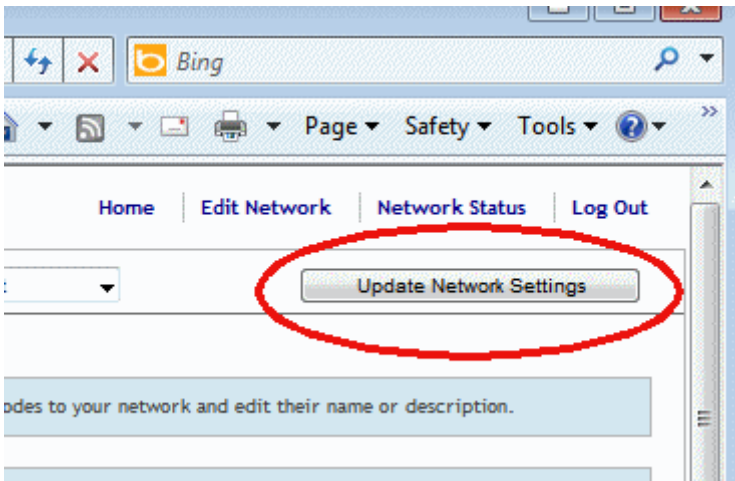 Bing
Page Safety Tools
Home Edit Network Network Status Log Out
Update Network Settings
odes to your network and edit their name or description.